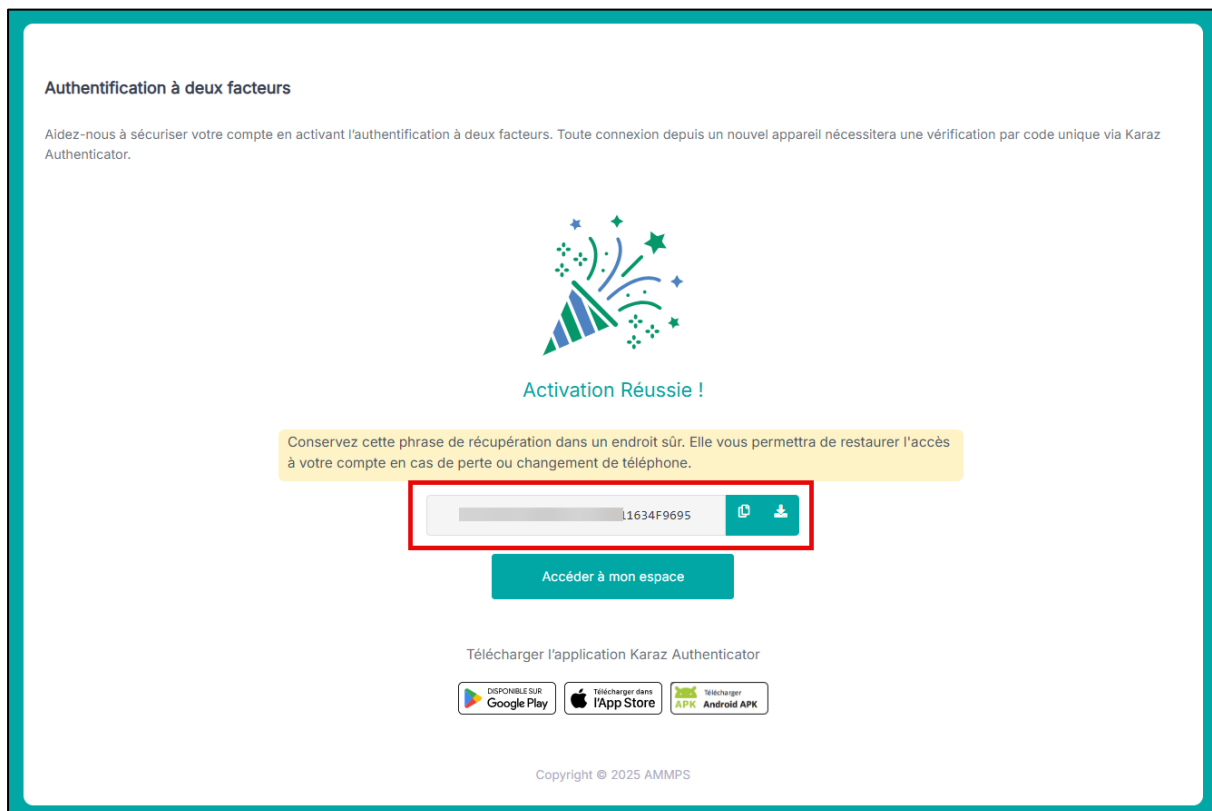 Authentification à deux facteurs
Aidez-nous à sécuriser votre compte en activant l'authentification à deux facteurs. Toute connexion depuis un nouvel appareil nécessitera une vérification par code unique via Karaz
Authenticator.
Activation Réussie !
Conservez cette phrase de récupération dans un endroit sûr. Elle vous permettra de restaurer l'accès
à votre compte en cas de perte ou changement de téléphone.
11634F9695
Accéder à mon espace
Télécharger l'application Karaz Authenticator
DISPONIBLE SUR
Google Play
Télécharger dans
l'App Store
Télécharger
APK Android APK
Copyright © 2025 AMMPS